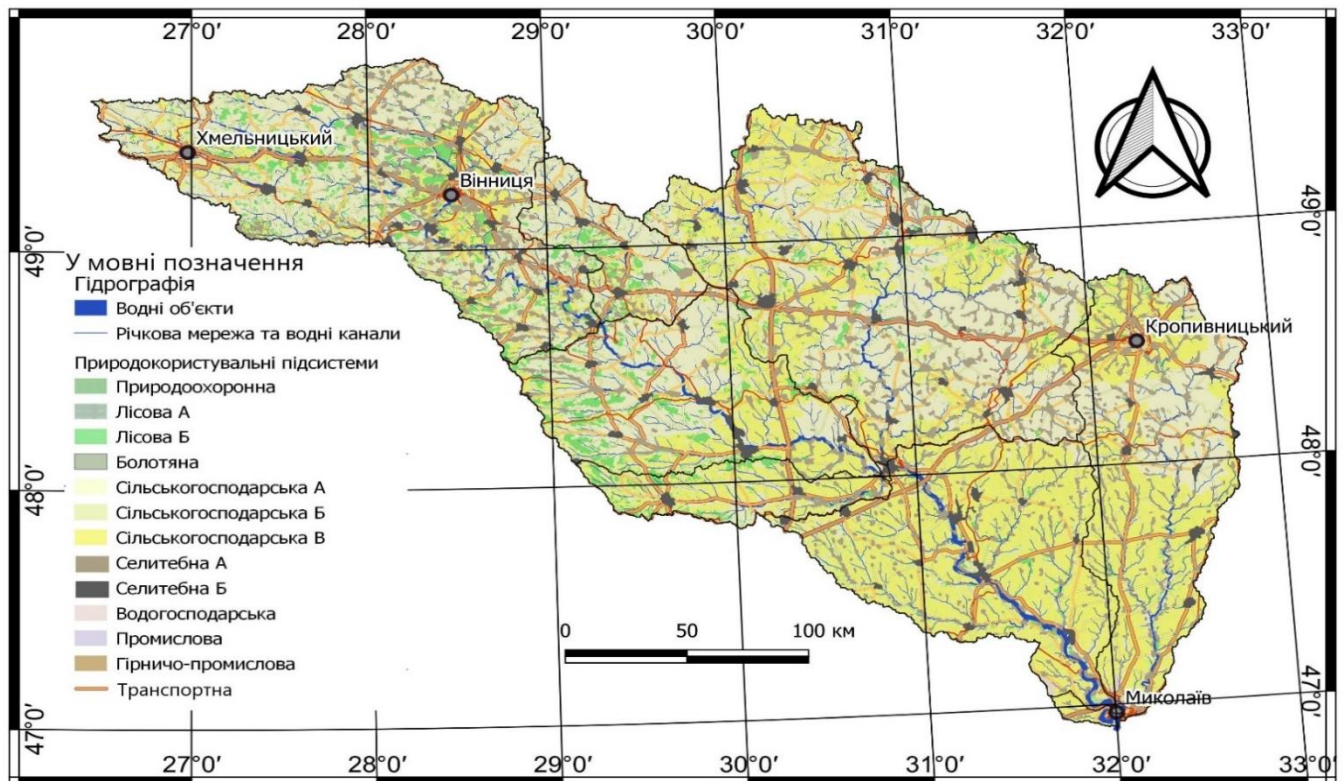 27°0′ 28°0′ 29°0′ 30°0′ 31°0′ 32°0′ 33°0′
Хмельницький
Вінниця
49°0′
49°0′
У мовні позначення
Гідрографія
Водні об'єкти
Річкова мережа та водні канали
Кропивницький
Природокористувальні підсистеми
Природоохоронна
Лісова А
Лісова Б
Болотяна
48°0′
48°0′
Сільськогосподарська А
Сільськогосподарська Б
Сільськогосподарська В
Селитебна А
Селитебна Б
Водогосподарська
Промислова
Гірничо-промислова
Транспортна
0 50 100 км
47°0′
47°0′
Миколаїв
27°0′ 28°0′ 29°0′ 30°0′ 31°0′ 32°0′ 33°0